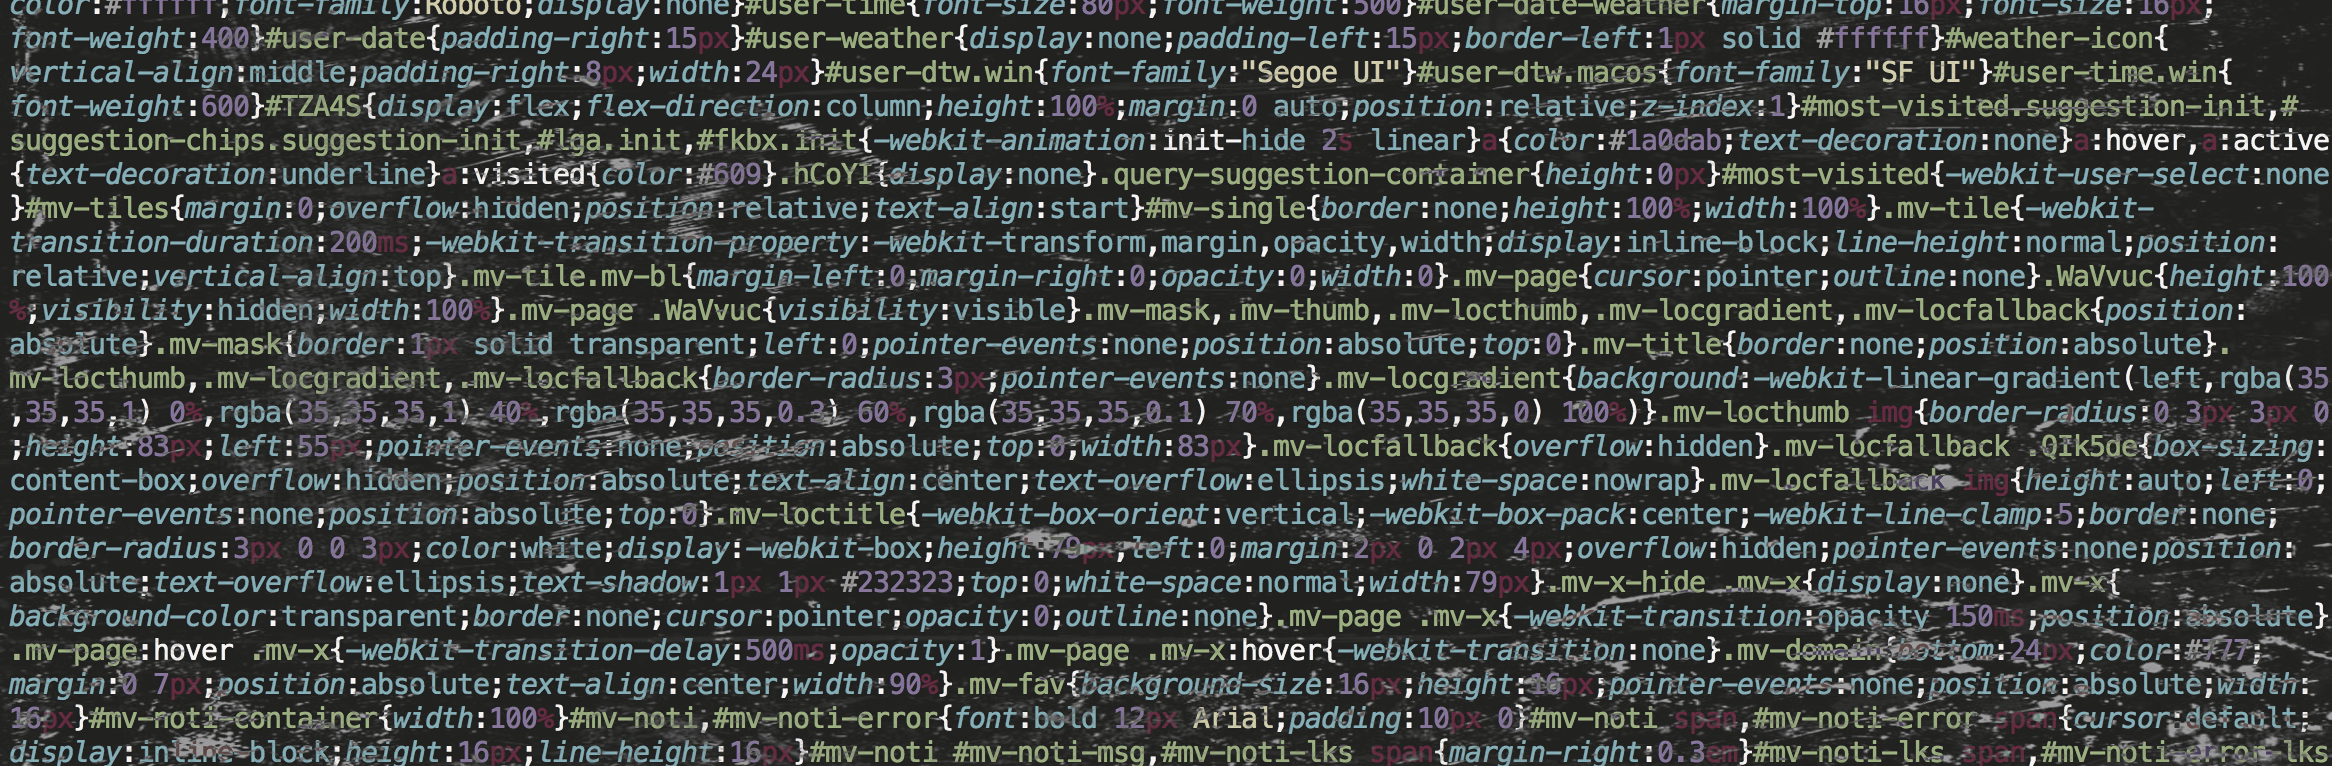 color:#ffffff;font-family:Roboto;display:none}#user-time{font-size:80px;font-weight:500}#user-date-weather{margin-top:16px;font-size:16px;
font-weight:400}#user-date{padding-right:15px}#user-weather{display:none;padding-left:15px;border-left:1px solid #ffffff}#weather-icon{
vertical-align:middle;padding-right:8px;width:24px}#user-dtw.win{font-family:"Segoe UI"}#user-dtw.macos{font-family:"SF UI"}#user-time.win{
font-weight:600}#TZA4S{display:flex;flex-direction:column;height:100%;margin:0 auto;position:relative;z-index:1}#most-visited.suggestion-init,#
suggestion-chips.suggestion-init,#lga.init,#fkbx.init{-webkit-animation:init-hide 2s linear}a{color:#1a0dab;text-decoration:none}a:hover,a:active
{text-decoration:underline}a:visited{color:#609}.hCoYI{display:none}.query-suggestion-container{height:0px}#most-visited{-webkit-user-select:none
}#mv-tiles{margin:0;overflow:hidden;position:relative;text-align:start}#mv-single{border:none;height:100%;width:100%}.mv-tile{-webkit-
transition-duration:200ms;-webkit-transition-property:-webkit-transform,margin,opacity,width;display:inline-block;line-height:normal;position:
relative;vertical-align:top}.mv-tile.mv-bl{margin-left:0;margin-right:0;opacity:0;width:0}.mv-page{cursor:pointer;outline:none}.WaVvuc{height:100
%;visibility:hidden;width:100%}.mv-page .WaVvuc{visibility:visible}.mv-mask,.mv-thumb,.mv-locthumb,.mv-locgradient,.mv-locfallback{position:
absolute}.mv-mask{border:1px solid transparent;left:0;pointer-events:none;position:absolute;top:0}.mv-title{border:none;position:absolute}.
mv-locthumb,.mv-locgradient,.mv-locfallback{border-radius:3px;pointer-events:none}.mv-locgradient{background:-webkit-linear-gradient(left,rgba(35
,35,35,1) 0%,rgba(35,35,35,1) 40%,rgba(35,35,35,0.3) 60%,rgba(35,35,35,0.1) 70%,rgba(35,35,35,0) 100%)}.mv-locthumb img{border-radius:0 3px 3px 0
;height:83px;left:55px;pointer-events:none;position:absolute;top:0;width:83px}.mv-locfallback{overflow:hidden}.mv-locfallback .QIk5de{box-sizing:
content-box;overflow:hidden;position:absolute;text-align:center;text-overflow:ellipsis;white-space:nowrap}.mv-locfallback img{height:auto;left:0;
pointer-events:none;position:absolute;top:0}.mv-loctitle{-webkit-box-orient:vertical;-webkit-box-pack:center;-webkit-line-clamp:5;border:none;
border-radius:3px 0 0 3px;color:white;display:-webkit-box;height:79px;left:0;margin:2px 0 2px 4px;overflow:hidden;pointer-events:none;position:
absolute;text-overflow:ellipsis;text-shadow:1px 1px #232323;top:0;white-space:normal;width:79px}.mv-x-hide .mv-x{display:none}.mv-x{
background-color:transparent;border:none;cursor:pointer;opacity:0;outline:none}.mv-page .mv-x{-webkit-transition:opacity 150ms;position:absolute}
.mv-page:hover .mv-x{-webkit-transition-delay:500ms;opacity:1}.mv-page .mv-x:hover{-webkit-transition:none}.mv-domain{bottom:24px;color:#777;
margin:0 7px;position:absolute;text-align:center;width:90%}.mv-fav{background-size:16px;height:16px;pointer-events:none;position:absolute;width:
16px}#mv-noti-container{width:100%}#mv-noti,#mv-noti-error{font:bold 12px Arial;padding:10px 0}#mv-noti span,#mv-noti-error span{cursor:default;
display:inline-block;height:16px;line-height:16px}#mv-noti #mv-noti-msg,#mv-noti-lks span{margin-right:0.3em}#mv-noti-lks span,#mv-noti-error-lks